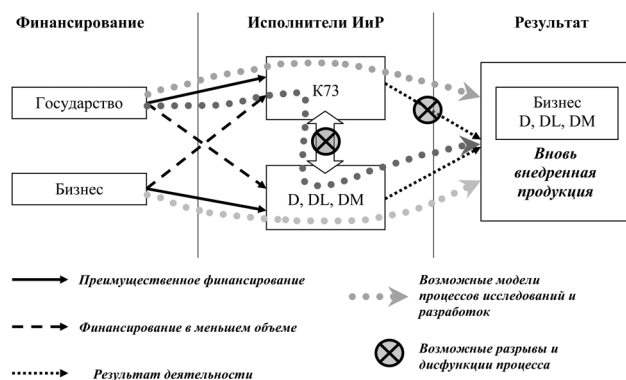 Финансирование
Исполнители ИиР
Результат
Государство
Бизнес
К73
D, DL, DM
Бизнес
D, DL, DM
Вновь
внедренная
продукция
Преимущественное финансирование
Финансирование в меньшем объеме
Результат деятельности
Возможные модели
процессов исследований и
разработок
Возможные разрывы и
дисфункции процесса